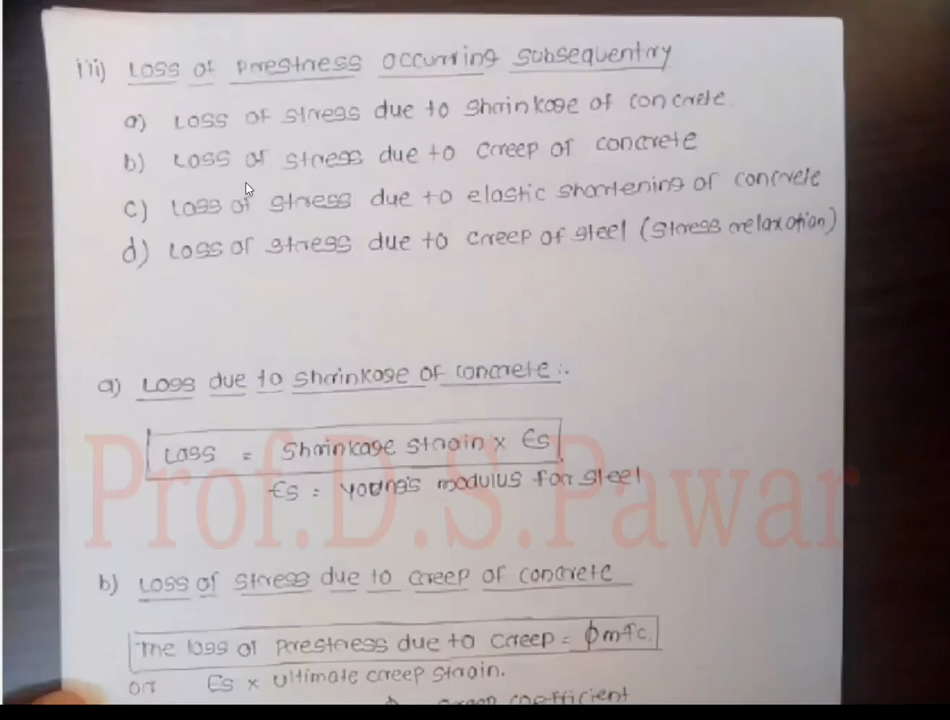 iii) Loss of prestress occurring subsequentry
a) Loss of stress due to shrinkage of concrete.
b) Loss of stress due to creep of concrete
c) Loss of stress due to elastic shortening of concrete
d) Loss of stress due to creep of steel (stress relaxation)
a) Loss due to shrinkage of concrete :-
Loss = Shrinkage strain × Es
Es = young's modulus for steel
Prof.D.S.Pawar
b) Loss of stress due to creep of concrete
The loss of Prestress due to creep = ϕmfc
or Es × ultimate creep strain.
creep coefficient